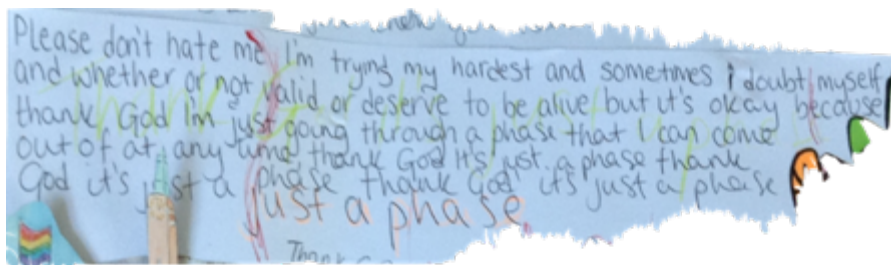 Please don't hate me I'm trying my hardest and sometimes i doubt myself
and whether or not valid or deserve to be alive but it's okay because
thank God I'm just going through a phase that I can come
out of at any time thank God it's just a phase thank
God it's just a phase thank God it's just a phase
just a phase
Thank